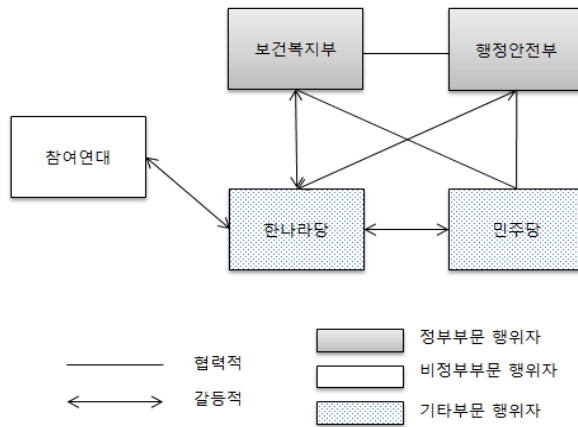 보건복지부
행정안전부
참여연대
한나라당
민주당
협력적
갈등적
정부부문 행위자
비정부부문 행위자
기타부문 행위자